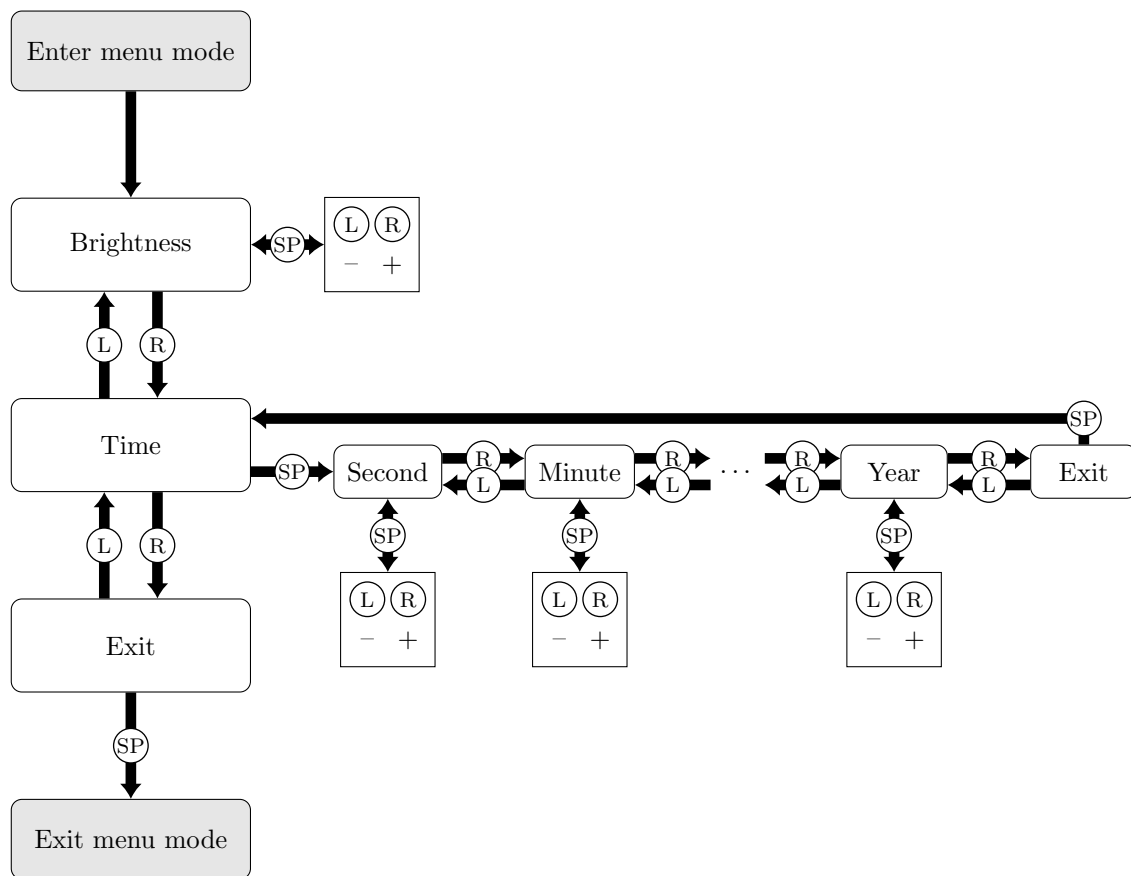 Enter menu mode
L R
Brightness SP
– +
L R
SP
Time
R R R R
SP Second Minute ... Year Exit
L L L L
L R SP SP SP
L R L R L R
Exit – + – + – +
SP
Exit menu mode